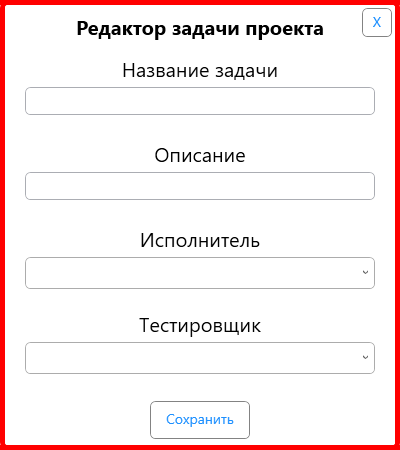 Редактор задачи проекта
X
Название задачи
Описание
Исполнитель
Тестировщик
Сохранить